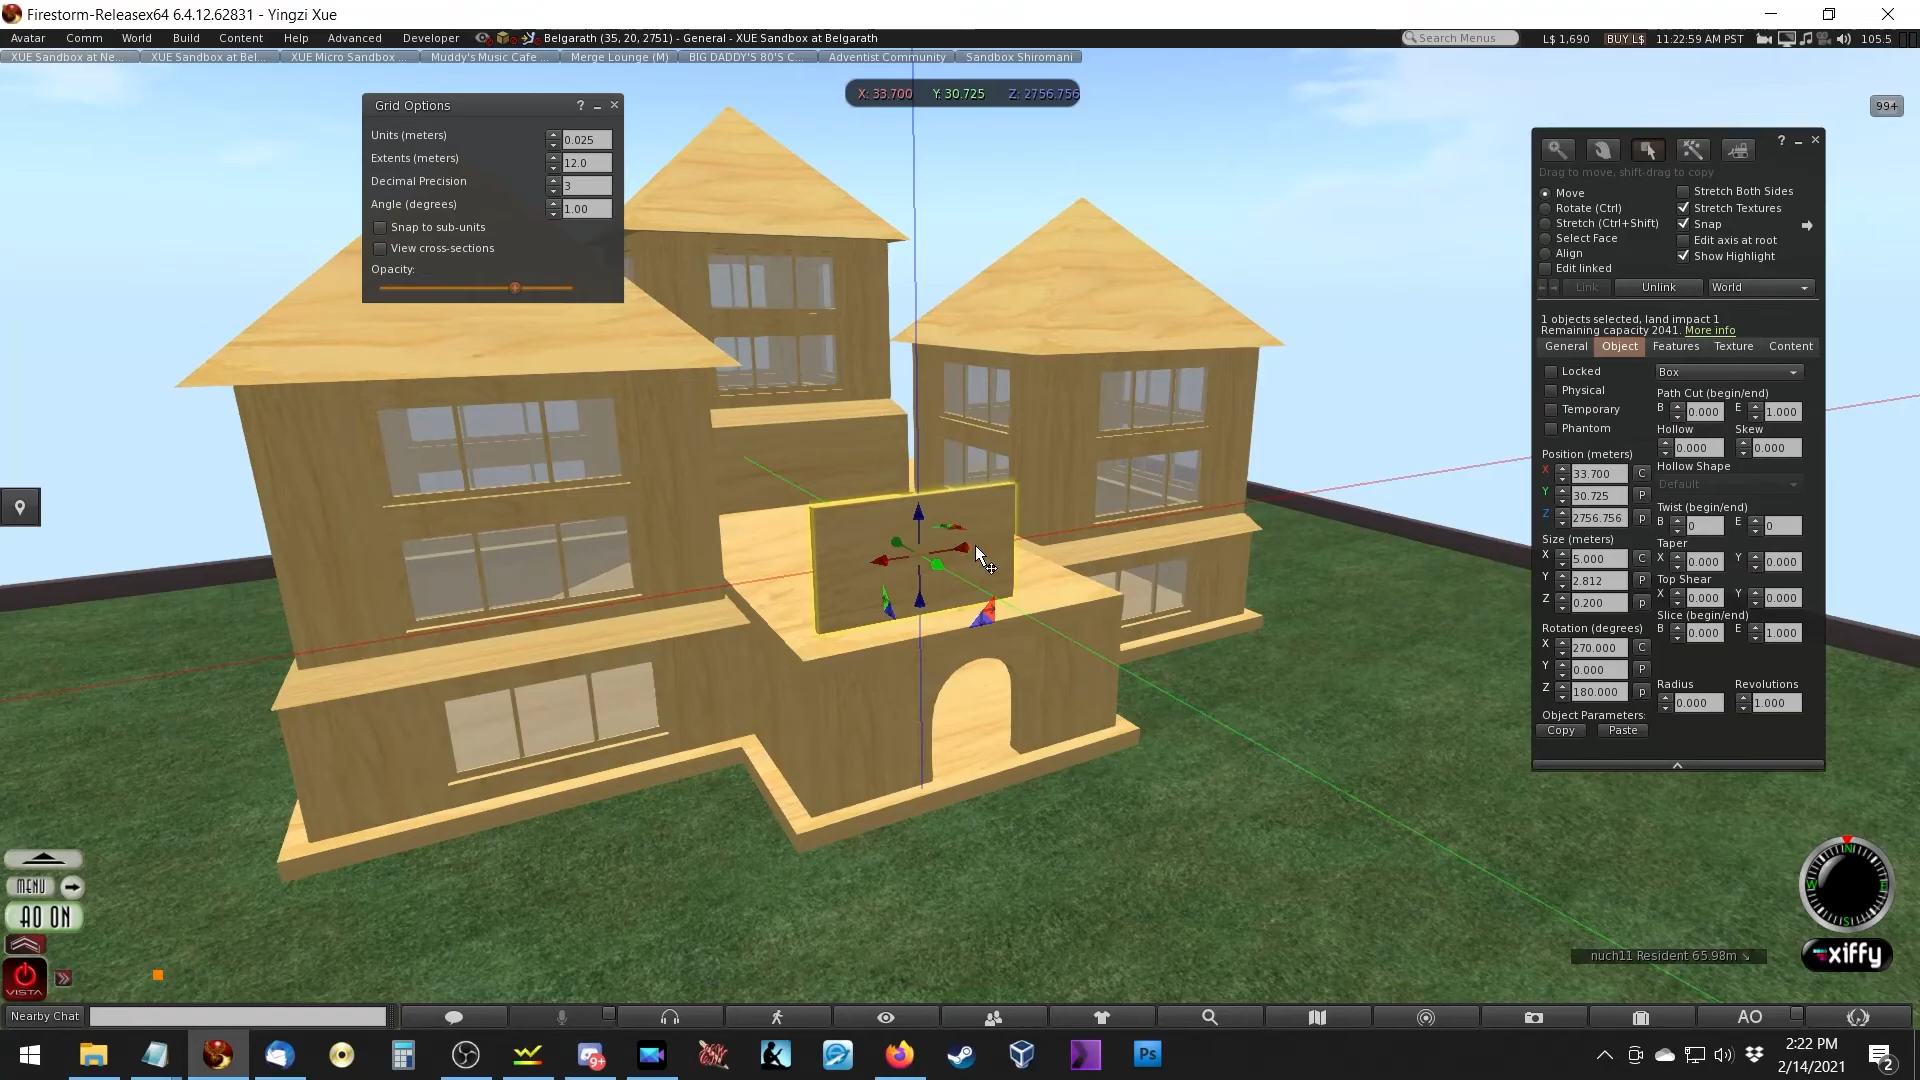 Firestorm-Releasex64 6.4.12.62831 - Yingzi Xue
Avatar Comm World Build Content Help Advanced Developer Belgarath (35, 20, 2751) - General - XUE Sandbox at Belgarath Search Menus L$ 1,690 BUY L$ 11:22:59 AM PST 105.5
XUE Sandbox at Ne... XUE Sandbox at Bel... XUE Micro Sandbox ... Muddy's Music Cafe ... Merge Lounge (M) BIG DADDY'S 80'S C... Adventist Community Sandbox Shiromani
X: 33.700 Y: 30.725 Z: 2756.756
99+
Grid Options ?
Units (meters) 0.025
Extents (meters) 12.0
Decimal Precision 3
Angle (degrees) 1.00
Snap to sub-units
View cross-sections
Opacity:
?
Drag to move, shift-drag to copy
Move
Rotate (Ctrl)
Stretch (Ctrl+Shift)
Select Face
Align
Edit linked
Stretch Both Sides
Stretch Textures
Snap
Edit axis at root
Show Highlight
Link Unlink World
1 objects selected, land impact 1
Remaining capacity 2041. More info
General Object Features Texture Content
Locked
Physical
Temporary
Phantom
Position (meters)
X 33.700 C
Y 30.725 P
Z 2756.756 p
Size (meters)
X 5.000 C
Y 2.812 P
Z 0.200 p
Rotation (degrees)
X 270.000 C
Y 0.000 P
Z 180.000 p
Object Parameters:
Copy Paste
Box
Path Cut (begin/end)
B 0.000 E 1.000
Hollow Skew
0.000 0.000
Hollow Shape
Default
Twist (begin/end)
B 0 E 0
Taper
X 0.000 Y 0.000
Top Shear
X 0.000 Y 0.000
Slice (begin/end)
B 0.000 E 1.000
Radius Revolutions
0.000 1.000
MENU
AO ON
VISTA
N
W E
S
xiffy
nuch11 Resident 65.98m
Nearby Chat
AO
9+
Ps
2:22 PM
2/14/2021
2